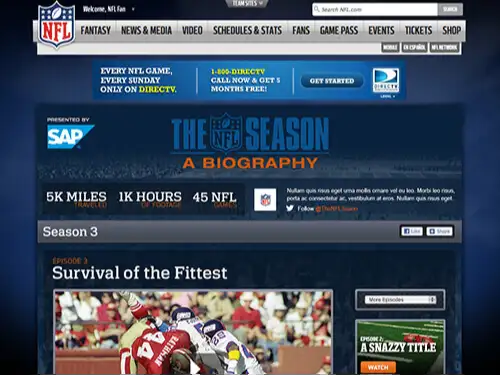 TEAM SITES
Welcome, NFL Fan
Search NFL.com
SEARCH
NFL
FANTASY NEWS & MEDIA VIDEO SCHEDULES & STATS FANS GAME PASS EVENTS TICKETS SHOP
MOBILE EN ESPAÑOL NFL NETWORK
EVERY NFL GAME,
EVERY SUNDAY
ONLY ON DIRECTV.
1-800-DIRECTV
CALL NOW & GET 5
MONTHS FREE!
GET STARTED
DIRECTV
PRESENTED BY
SAP
THE NFL SEASON
A BIOGRAPHY
5K MILES
TRAVELED
1K HOURS
OF FOOTAGE
45 NFL
GAMES
Nullam quis risus eget urna mollis ornare vel eu leo. Morbi leo risus,
porta ac consectetur ac, vestibulum at eros. Nullam quis risus eget.
Follow @TheNFLSeason
Season 3
Like Share
EPISODE 3
Survival of the Fittest
More Episodes
EPISODE 2:
A SNAZZY TITLE
WATCH
RATHMAN
44